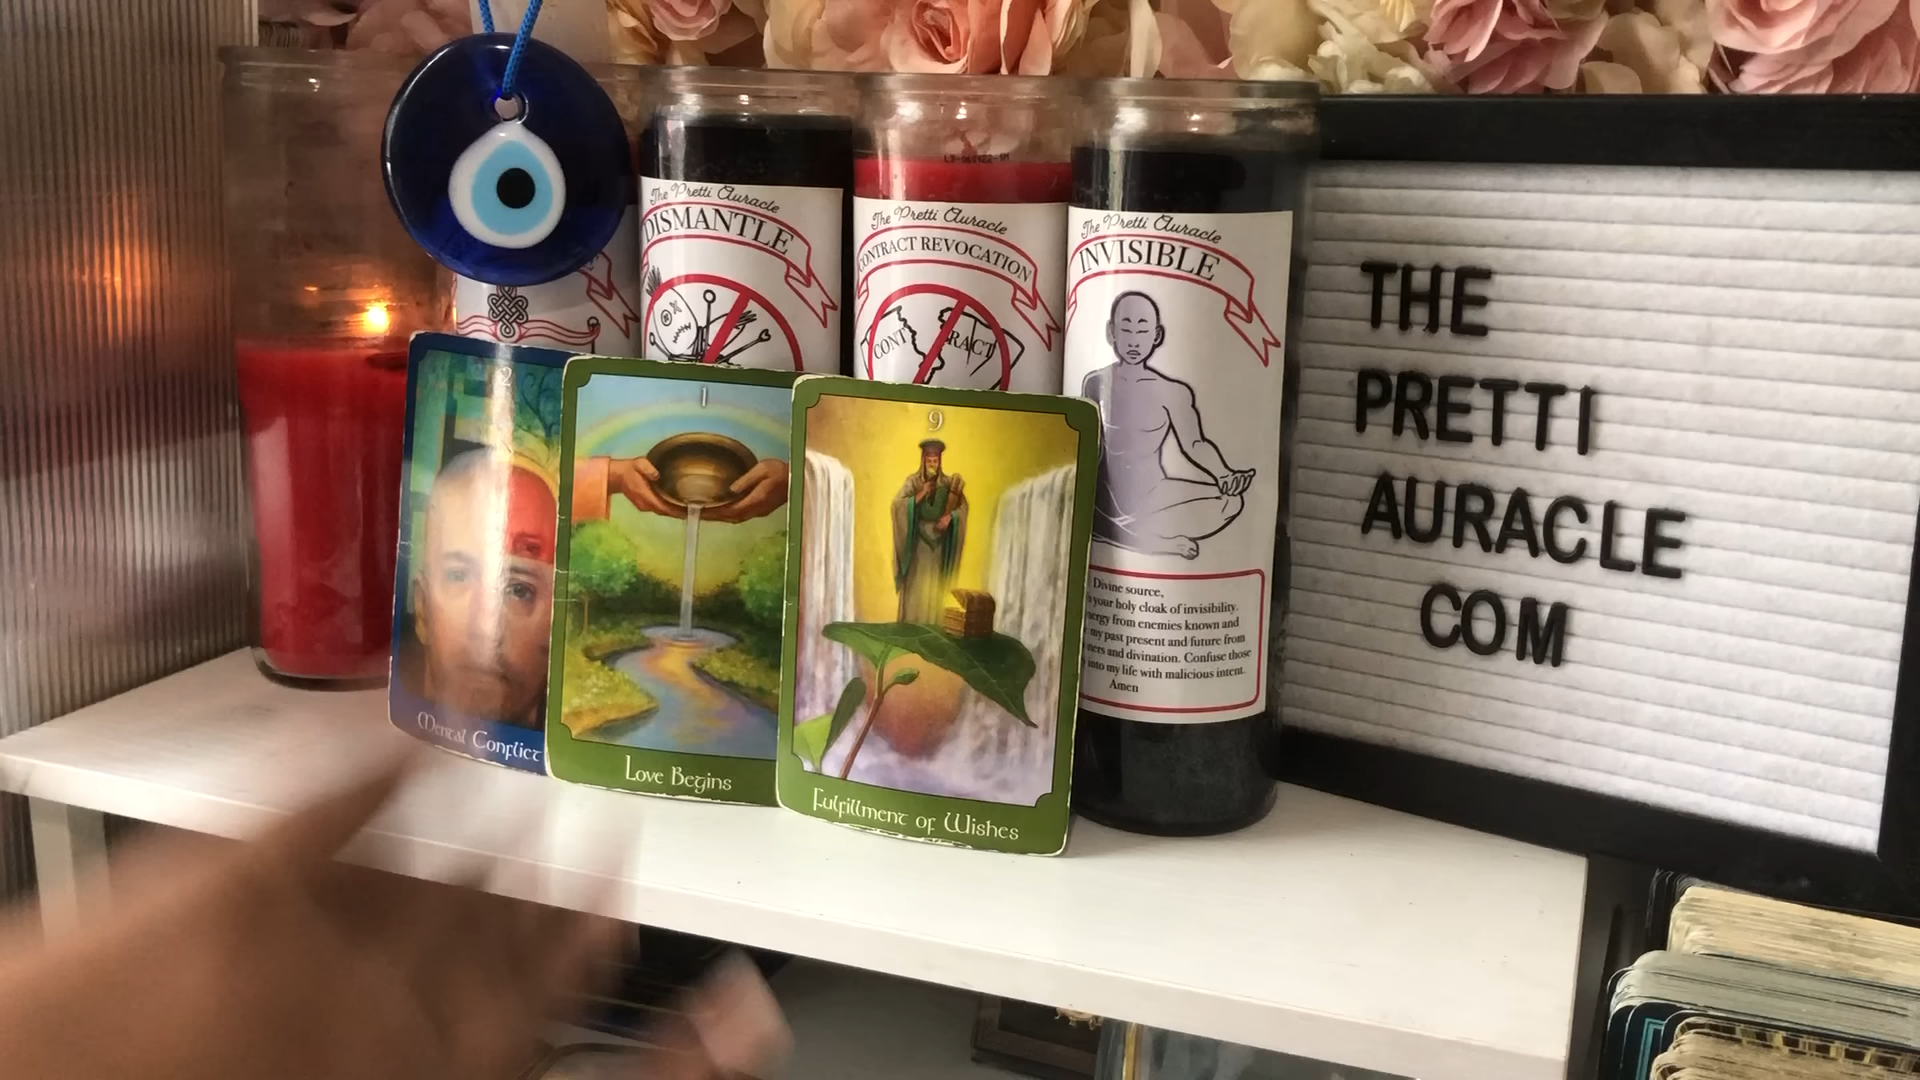 The Pretti Auracle
DISMANTLE
The Pretti Auracle
CONTRACT REVOCATION
CONT RACT
The Pretti Auracle
INVISIBLE
Divine source,
your holy cloak of invisibility.
from enemies known and
my past present and future from
and divination. Confuse those
into my life with malicious intent.
Amen
2
Mental Conflict
1
Love Begins
9
Fulfillment of Wishes
THE
PRETTI
AURACLE
COM